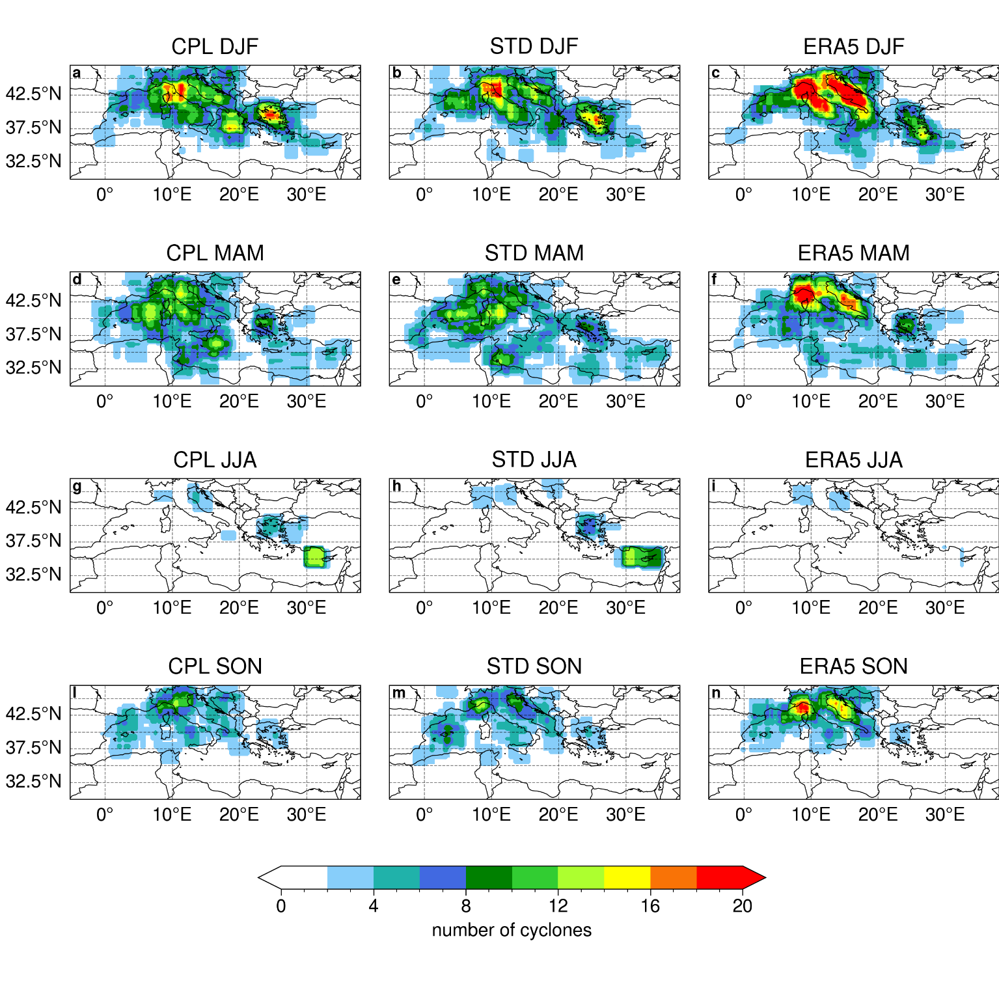 CPL DJF STD DJF ERA5 DJF
a b c
42.5°N
37.5°N
32.5°N
0° 10°E 20°E 30°E 0° 10°E 20°E 30°E 0° 10°E 20°E 30°E
CPL MAM STD MAM ERA5 MAM
d e f
42.5°N
37.5°N
32.5°N
0° 10°E 20°E 30°E 0° 10°E 20°E 30°E 0° 10°E 20°E 30°E
CPL JJA STD JJA ERA5 JJA
g h i
42.5°N
37.5°N
32.5°N
0° 10°E 20°E 30°E 0° 10°E 20°E 30°E 0° 10°E 20°E 30°E
CPL SON STD SON ERA5 SON
l m n
42.5°N
37.5°N
32.5°N
0° 10°E 20°E 30°E 0° 10°E 20°E 30°E 0° 10°E 20°E 30°E
0 4 8 12 16 20
number of cyclones